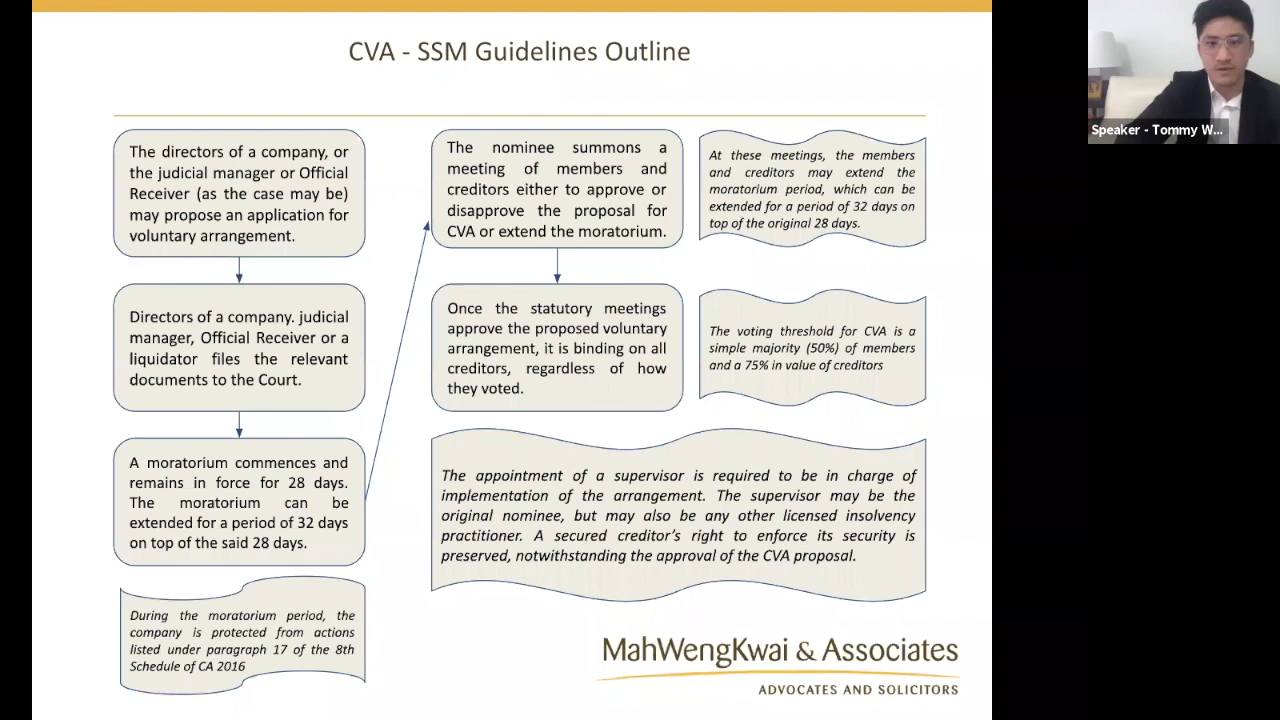 CVA - SSM Guidelines Outline
The directors of a company, or
the judicial manager or Official
Receiver (as the case may be)
may propose an application for
voluntary arrangement.
Directors of a company. judicial
manager, Official Receiver or a
liquidator files the relevant
documents to the Court.
A moratorium commences and
remains in force for 28 days.
The moratorium can be
extended for a period of 32 days
on top of the said 28 days.
During the moratorium period, the
company is protected from actions
listed under paragraph 17 of the 8th
Schedule of CA 2016
The nominee summons a
meeting of members and
creditors either to approve or
disapprove the proposal for
CVA or extend the moratorium.
At these meetings, the members
and creditors may extend the
moratorium period, which can be
extended for a period of 32 days on
top of the original 28 days.
Once the statutory meetings
approve the proposed voluntary
arrangement, it is binding on all
creditors, regardless of how
they voted.
The voting threshold for CVA is a
simple majority (50%) of members
and a 75% in value of creditors
The appointment of a supervisor is required to be in charge of
implementation of the arrangement. The supervisor may be the
original nominee, but may also be any other licensed insolvency
practitioner. A secured creditor's right to enforce its security is
preserved, notwithstanding the approval of the CVA proposal.
MahWengKwai & Associates
ADVOCATES AND SOLICITORS
Speaker - Tommy W...